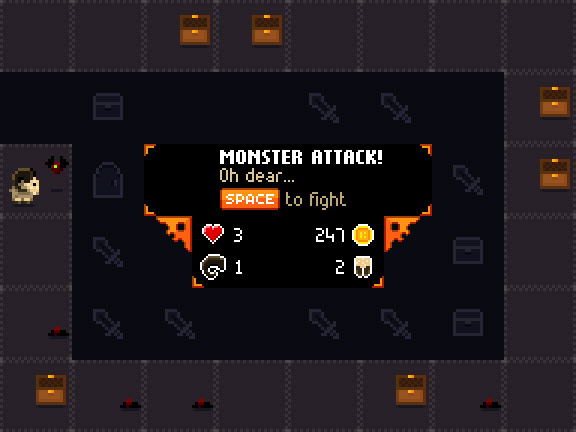 MONSTER ATTACK!
Oh dear...
SPACE to fight
3 247
1 2